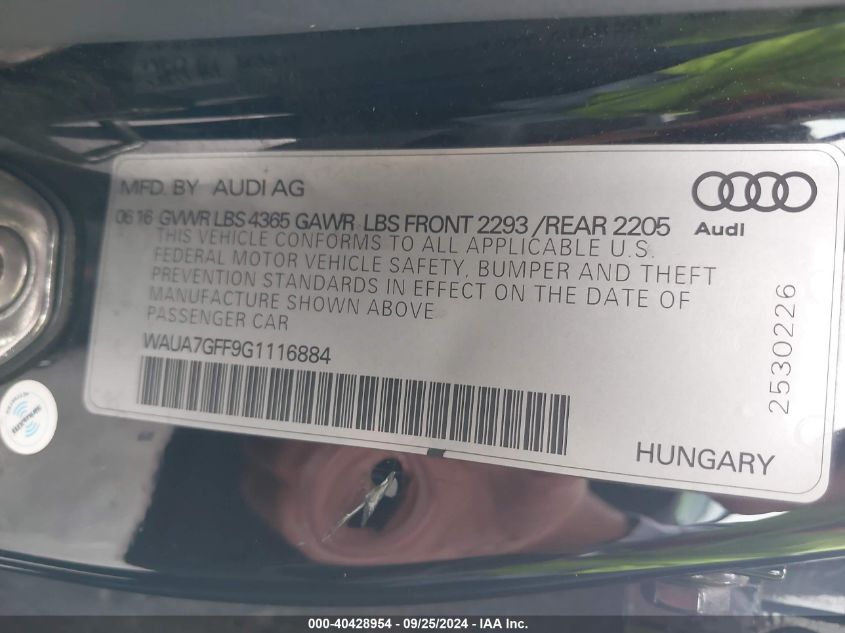 MFD. BY AUDI AG
Audi
0616 GVWR LBS 4365 GAWR LBS FRONT 2293 /REAR 2205
THIS VEHICLE CONFORMS TO ALL APPLICABLE U.S.
FEDERAL MOTOR VEHICLE SAFETY, BUMPER AND THEFT
PREVENTION STANDARDS IN EFFECT ON THE DATE OF
MANUFACTURE SHOWN ABOVE
PASSENGER CAR
WAUA7GFF9G1116884
2530226
HUNGARY
000-40428954 - 09/25/2024 - IAA Inc.